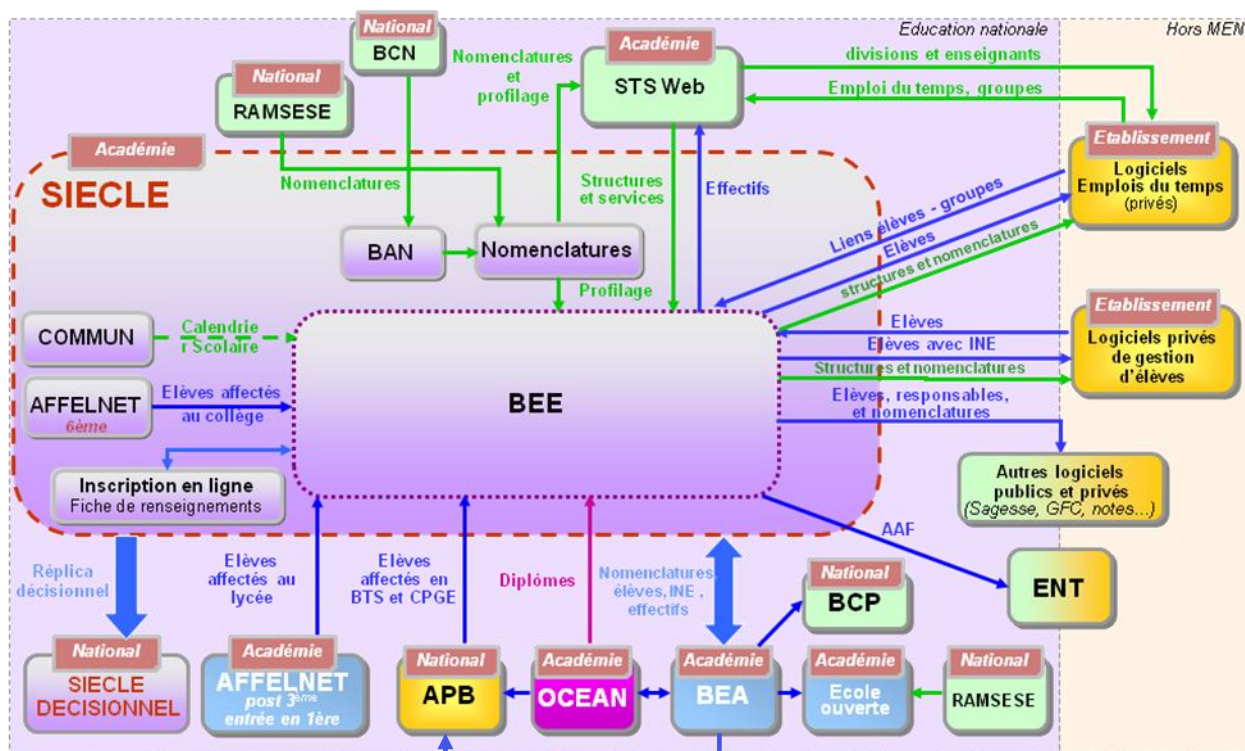 Education nationale
Hors MEN
National
BCN
National
RAMSESE
Nomenclatures
et
profilage
Académie
STS Web
divisions et enseignants
Emploi du temps, groupes
Etablissement
Logiciels
Emplois du temps
(privés)
Académie
SIECLE
Nomenclatures
BAN
Nomenclatures
Structures
et services
Effectifs
Profilage
Liens élèves - groupes
Elèves
structures et nomenclatures
COMMUN
Calendrie
r Scolaire
AFFELNET
6ème
Elèves affectés
au collège
BEE
Inscription en ligne
Fiche de renseignements
Etablissement
Logiciels privés
de gestion
d'élèves
Elèves
Elèves avec INE
Structures et nomenclatures
Elèves, responsables,
et nomenclatures
Autres logiciels
publics et privés
(Sagesse, GFC, notes...)
AAF
ENT
Réplica
décisionnel
Elèves
affectés au
lycée
Elèves
affectés en
BTS et CPGE
Diplômes
Nomenclatures,
élèves, INE ,
effectifs
National
BCP
National
SIECLE
DECISIONNEL
Académie
AFFELNET
post 3ème
entrée en 1ère
National
APB
Académie
OCEAN
Académie
BEA
Académie
Ecole
ouverte
National
RAMSESE